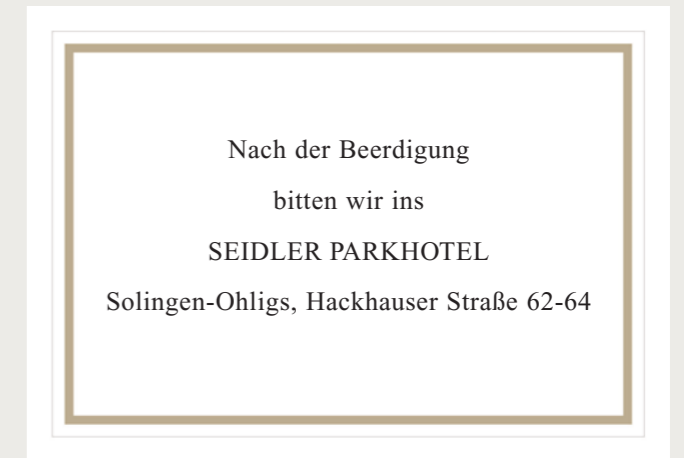 Nach der Beerdigung
bitten wir ins
SEIDLER PARKHOTEL
Solingen-Ohligs, Hackhauser Straße 62-64